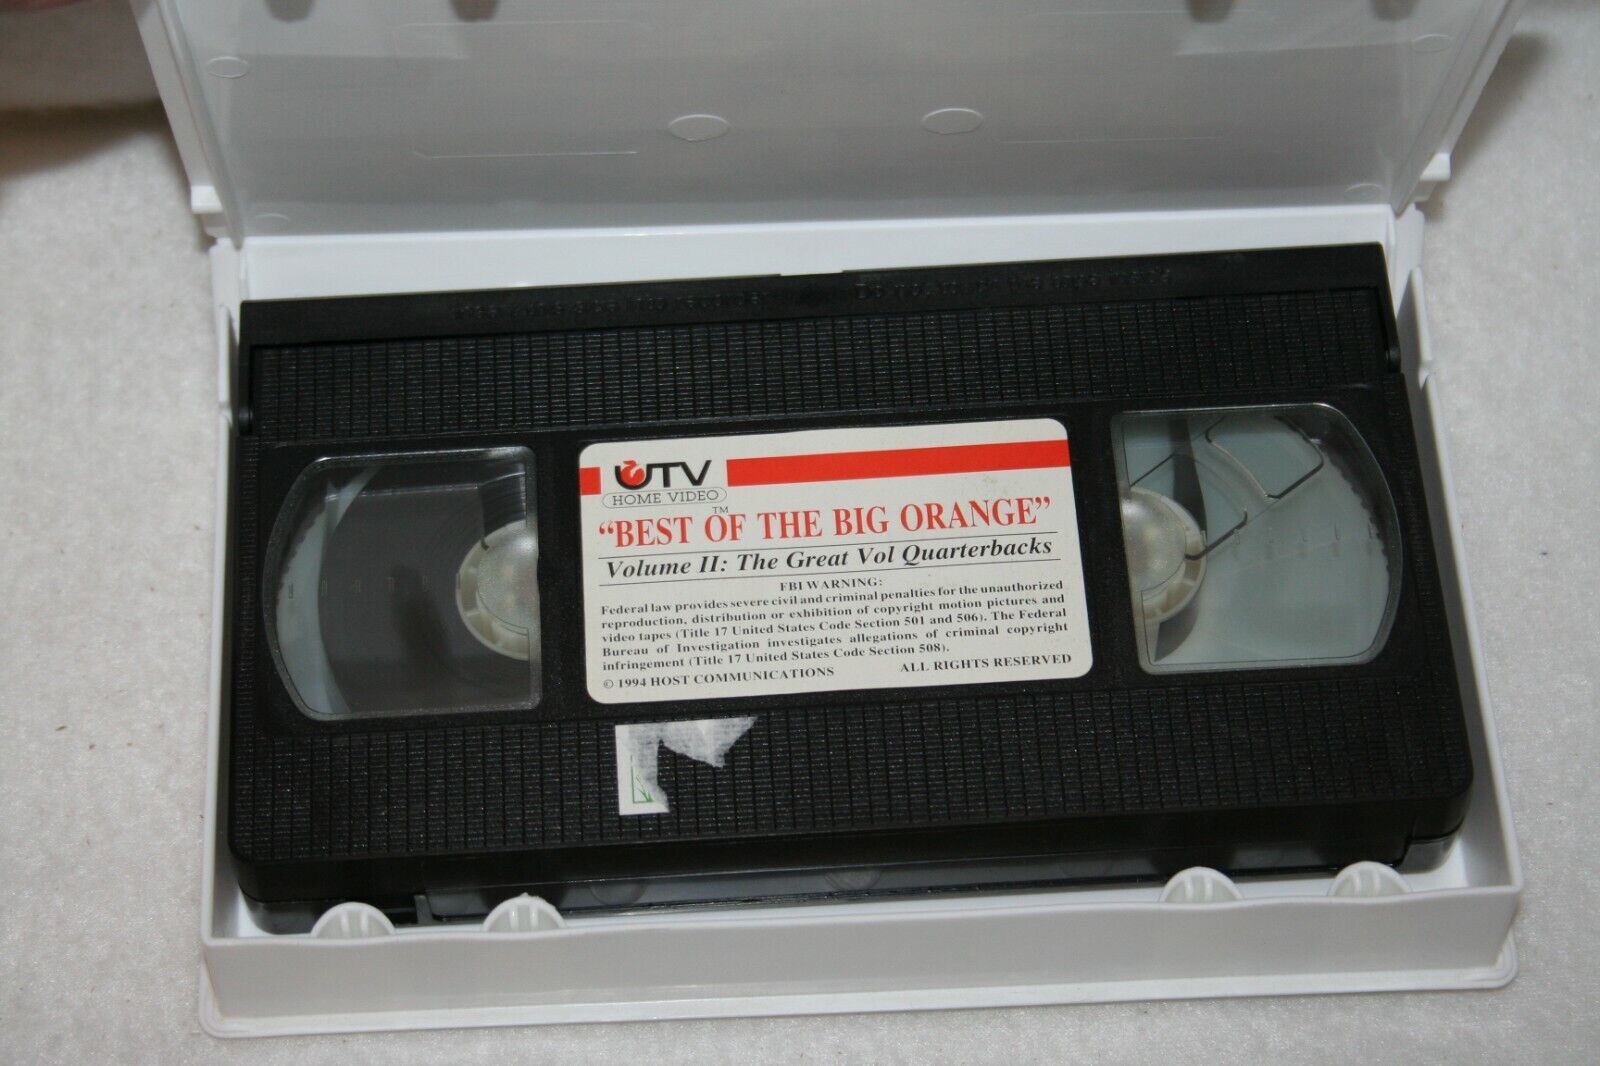 UTV
HOME VIDEO
TM
“BEST OF THE BIG ORANGE”
Volume II: The Great Vol Quarterbacks
FBI WARNING:
Federal law provides severe civil and criminal penalties for the unauthorized
reproduction, distribution or exhibition of copyright motion pictures and
video tapes (Title 17 United States Code Section 501 and 506). The Federal
Bureau of Investigation investigates allegations of criminal copyright
infringement (Title 17 United States Code Section 508).
© 1994 HOST COMMUNICATIONS ALL RIGHTS RESERVED